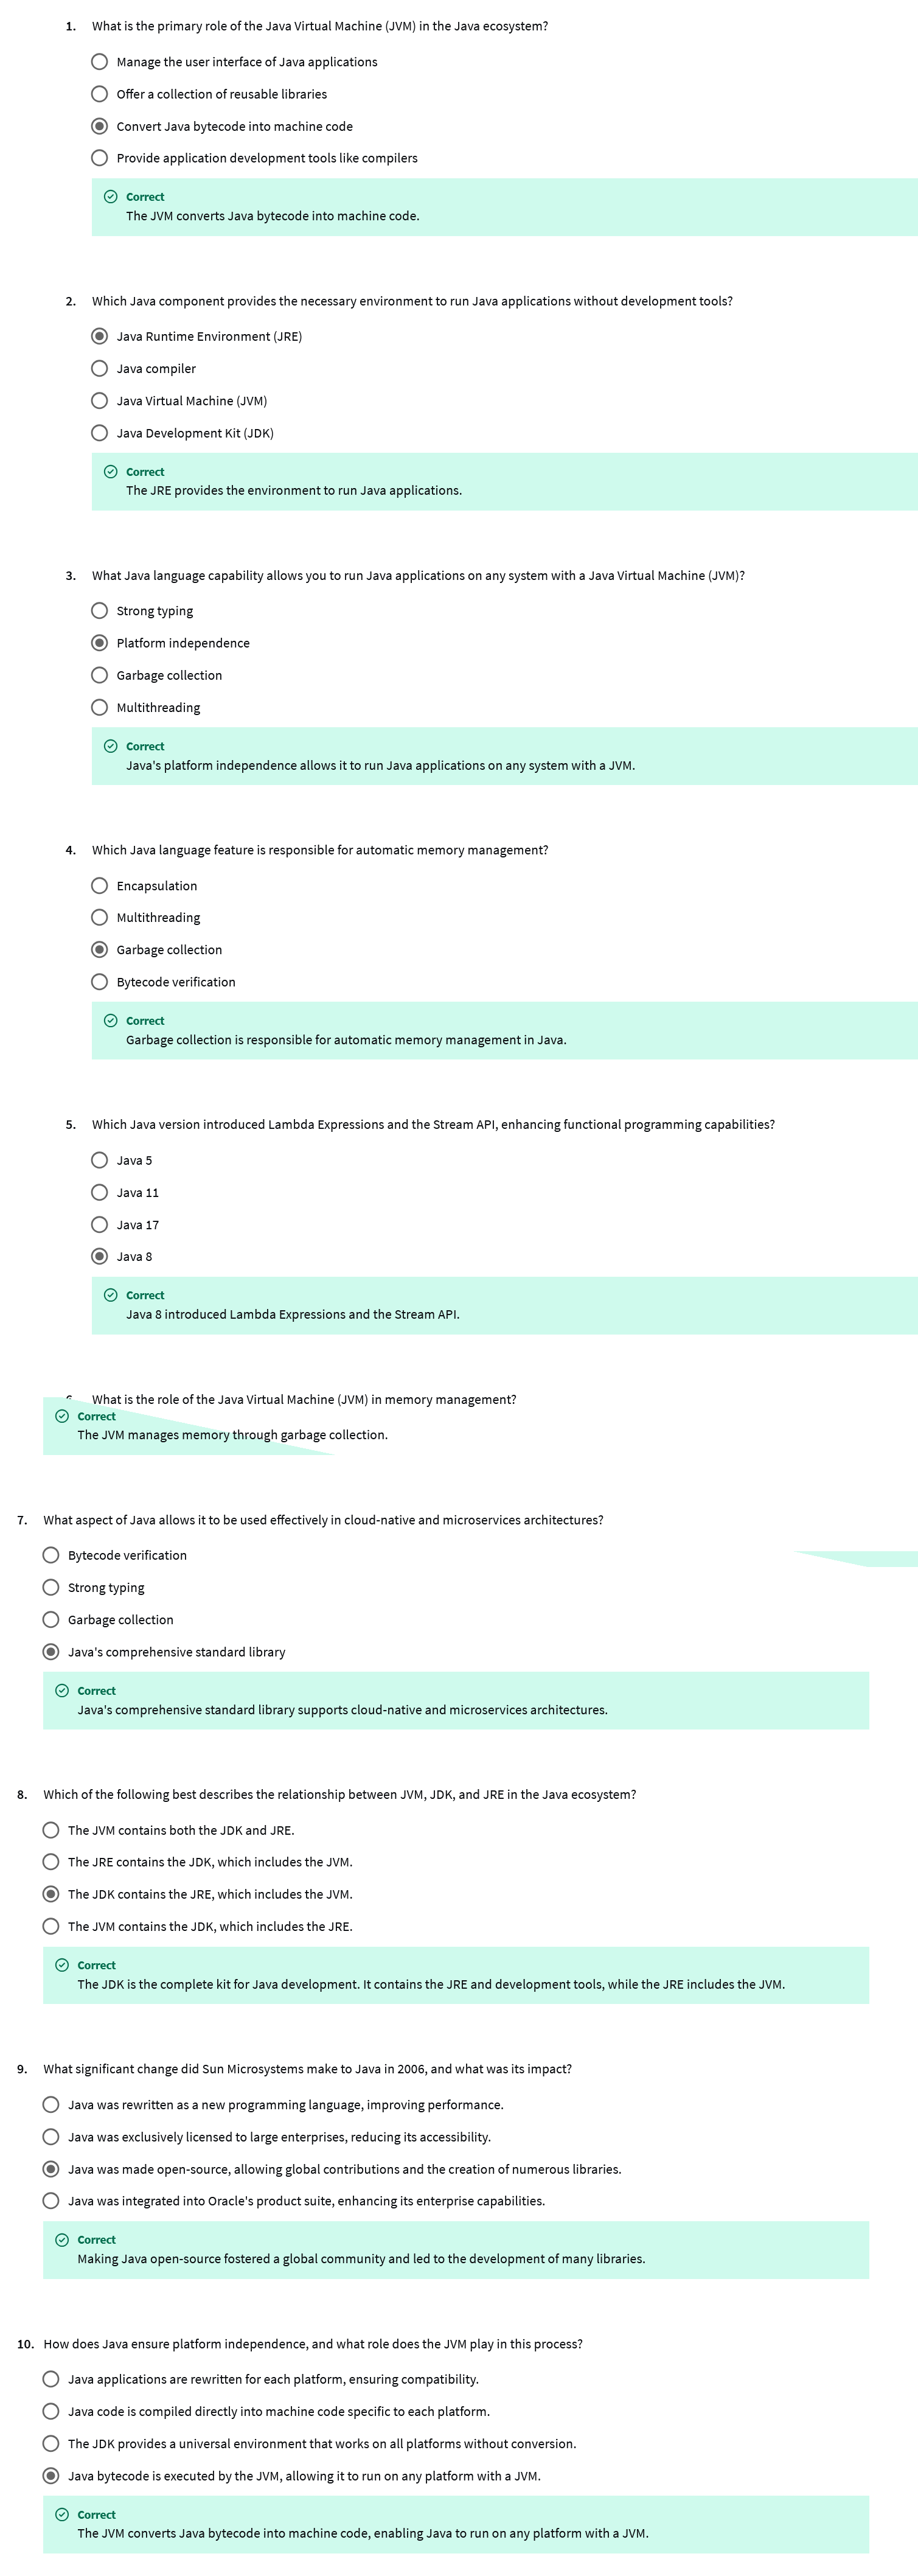 1. What is the primary role of the Java Virtual Machine (JVM) in the Java ecosystem?
Manage the user interface of Java applications
Offer a collection of reusable libraries
Convert Java bytecode into machine code
Provide application development tools like compilers
Correct
The JVM converts Java bytecode into machine code.
2. Which Java component provides the necessary environment to run Java applications without development tools?
Java Runtime Environment (JRE)
Java compiler
Java Virtual Machine (JVM)
Java Development Kit (JDK)
Correct
The JRE provides the environment to run Java applications.
3. What Java language capability allows you to run Java applications on any system with a Java Virtual Machine (JVM)?
Strong typing
Platform independence
Garbage collection
Multithreading
Correct
Java's platform independence allows it to run Java applications on any system with a JVM.
4. Which Java language feature is responsible for automatic memory management?
Encapsulation
Multithreading
Garbage collection
Bytecode verification
Correct
Garbage collection is responsible for automatic memory management in Java.
5. Which Java version introduced Lambda Expressions and the Stream API, enhancing functional programming capabilities?
Java 5
Java 11
Java 17
Java 8
Correct
Java 8 introduced Lambda Expressions and the Stream API.
What is the role of the Java Virtual Machine (JVM) in memory management?
Correct
The JVM manages memory through garbage collection.
7. What aspect of Java allows it to be used effectively in cloud-native and microservices architectures?
Bytecode verification
Strong typing
Garbage collection
Java's comprehensive standard library
Correct
Java's comprehensive standard library supports cloud-native and microservices architectures.
8. Which of the following best describes the relationship between JVM, JDK, and JRE in the Java ecosystem?
The JVM contains both the JDK and JRE.
The JRE contains the JDK, which includes the JVM.
The JDK contains the JRE, which includes the JVM.
The JVM contains the JDK, which includes the JRE.
Correct
The JDK is the complete kit for Java development. It contains the JRE and development tools, while the JRE includes the JVM.
9. What significant change did Sun Microsystems make to Java in 2006, and what was its impact?
Java was rewritten as a new programming language, improving performance.
Java was exclusively licensed to large enterprises, reducing its accessibility.
Java was made open-source, allowing global contributions and the creation of numerous libraries.
Java was integrated into Oracle's product suite, enhancing its enterprise capabilities.
Correct
Making Java open-source fostered a global community and led to the development of many libraries.
10. How does Java ensure platform independence, and what role does the JVM play in this process?
Java applications are rewritten for each platform, ensuring compatibility.
Java code is compiled directly into machine code specific to each platform.
The JDK provides a universal environment that works on all platforms without conversion.
Java bytecode is executed by the JVM, allowing it to run on any platform with a JVM.
Correct
The JVM converts Java bytecode into machine code, enabling Java to run on any platform with a JVM.